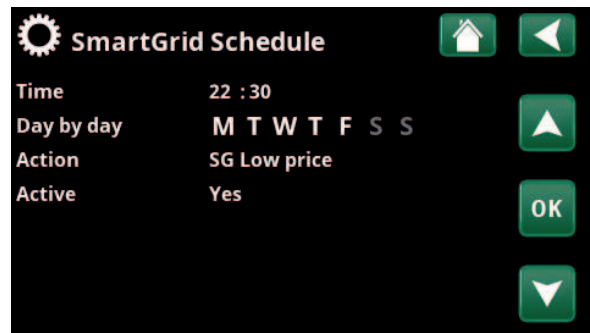 SmartGrid Schedule
Time 22 :30
Day by day M T W T F S S
Action SG Low price
Active Yes
OK